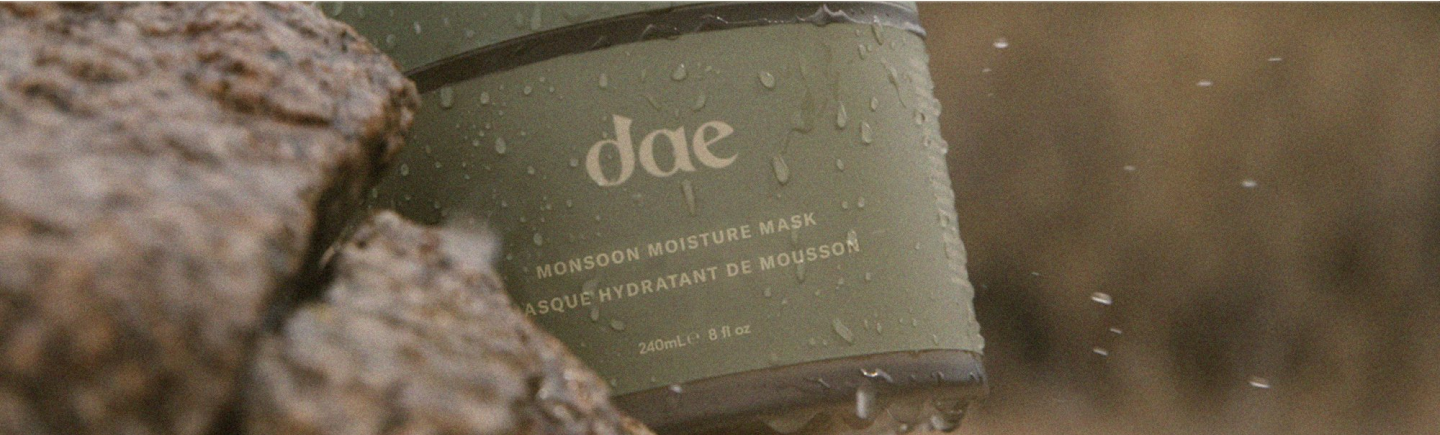 dae
MONSOON MOISTURE MASK
ASQUE HYDRATANT DE MOUSSON
240mL℮ 8 fl oz